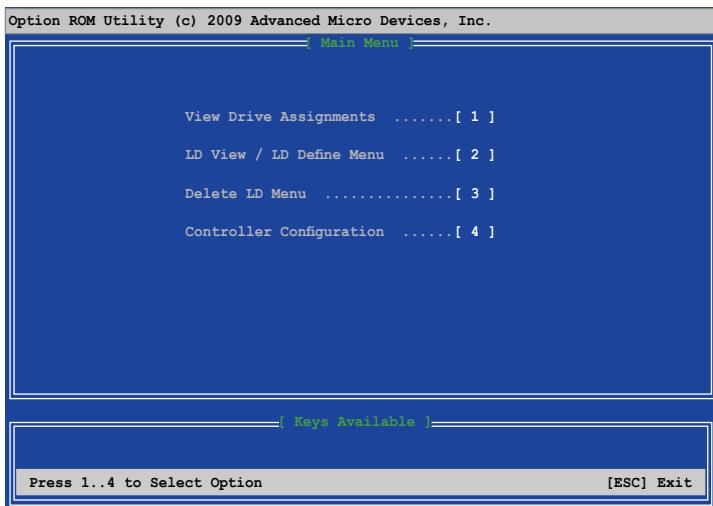 Option ROM Utility (c) 2009 Advanced Micro Devices, Inc.
[ Main Menu ]
View Drive Assignments .......[ 1 ]
LD View / LD Define Menu ......[ 2 ]
Delete LD Menu ...............[ 3 ]
Controller Configuration ......[ 4 ]
[ Keys Available ]
Press 1..4 to Select Option [ESC] Exit